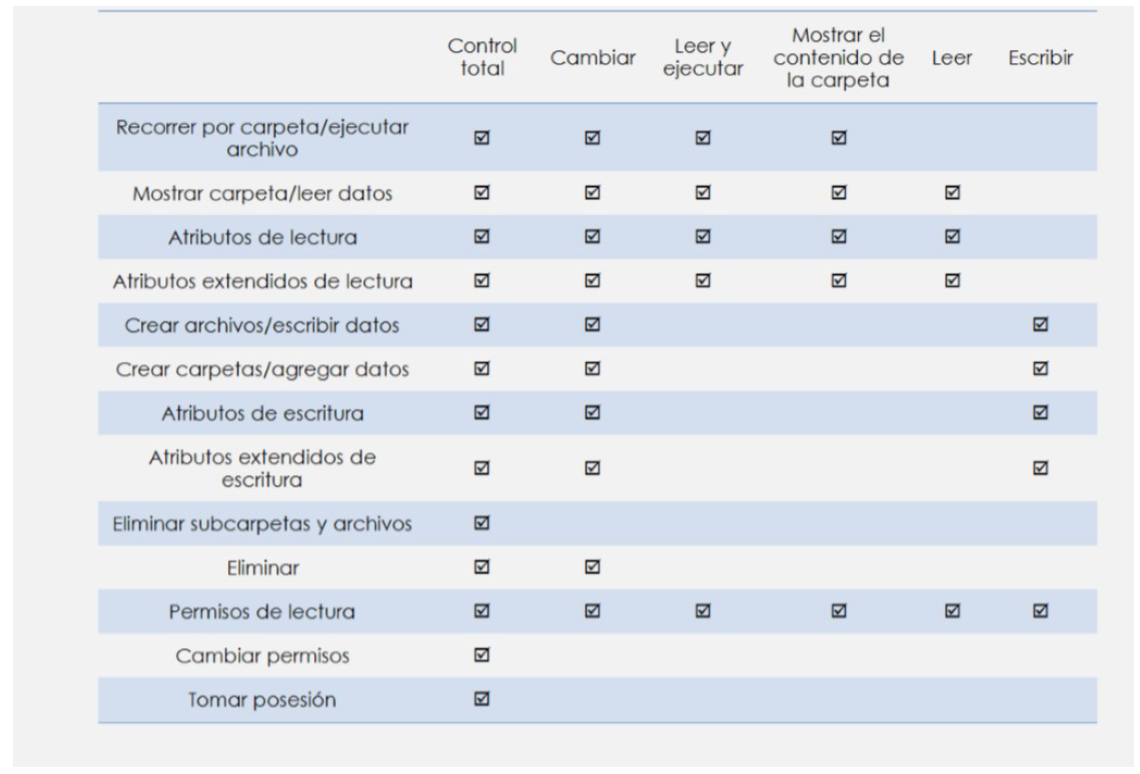 Control total
Cambiar
Leer y ejecutar
Mostrar el contenido de la carpeta
Leer
Escribir
Recorrer por carpeta/ejecutar archivo ☑ ☑ ☑ ☑
Mostrar carpeta/leer datos ☑ ☑ ☑ ☑ ☑
Atributos de lectura ☑ ☑ ☑ ☑ ☑
Atributos extendidos de lectura ☑ ☑ ☑ ☑ ☑
Crear archivos/escribir datos ☑ ☑ ☑
Crear carpetas/agregar datos ☑ ☑ ☑
Atributos de escritura ☑ ☑ ☑
Atributos extendidos de escritura ☑ ☑ ☑
Eliminar subcarpetas y archivos ☑
Eliminar ☑ ☑
Permisos de lectura ☑ ☑ ☑ ☑ ☑ ☑
Cambiar permisos ☑
Tomar posesión ☑